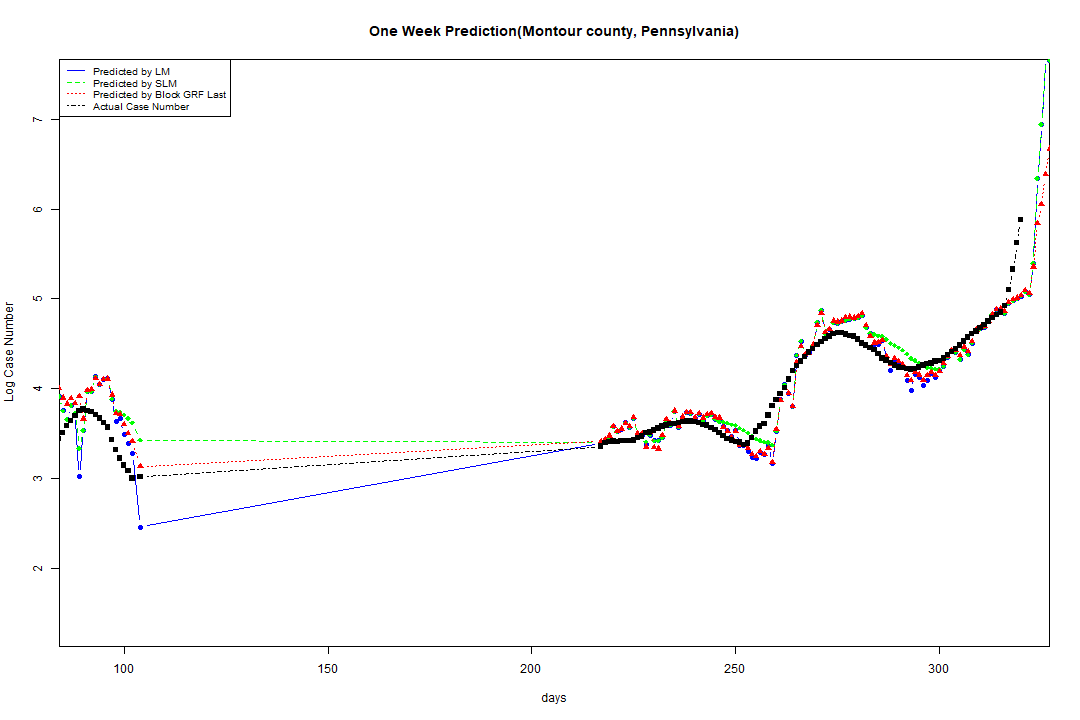 One Week Prediction(Montour county, Pennsylvania)
Predicted by LM
Predicted by SLM
Predicted by Block GRF Last
Actual Case Number
7
6
5
4
3
2
Log Case Number
100 150 200 250 300
days